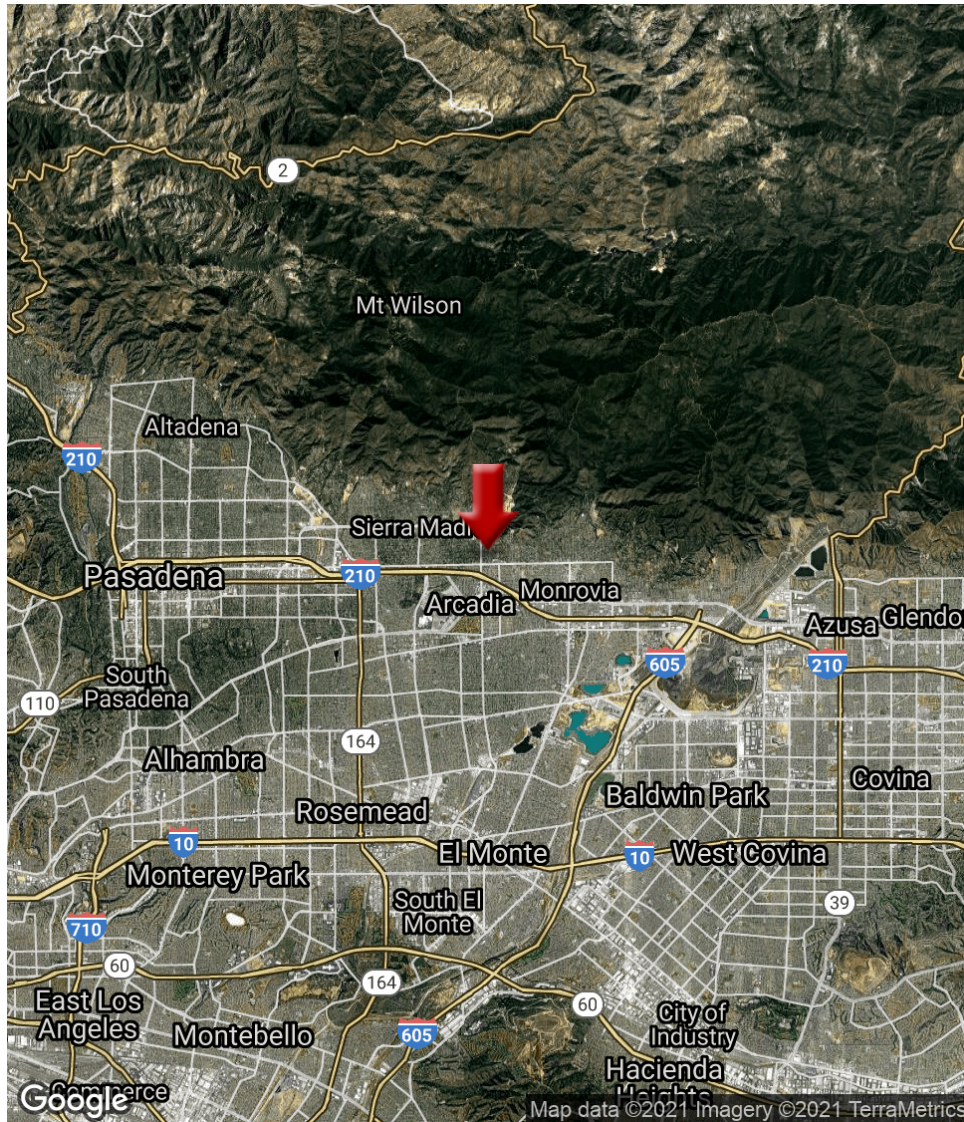 2
Mt Wilson
Altadena
210
Sierra Mad
Pasadena
210
Monrovia
Arcadia
Azusa
Glendo
605
210
South
Pasadena
110
164
Alhambra
Covina
Baldwin Park
Rosemead
10
El Monte
10
West Covina
Monterey Park
South El
Monte
39
710
60
164
60
East Los
Angeles
City of
Industry
Montebello
605
Hacienda
Heights
Commerce
Google
Map data ©2021 Imagery ©2021 TerraMetrics